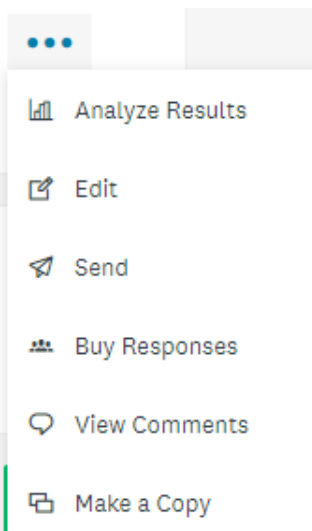 Analyze Results
Edit
Send
Buy Responses
View Comments
Make a Copy